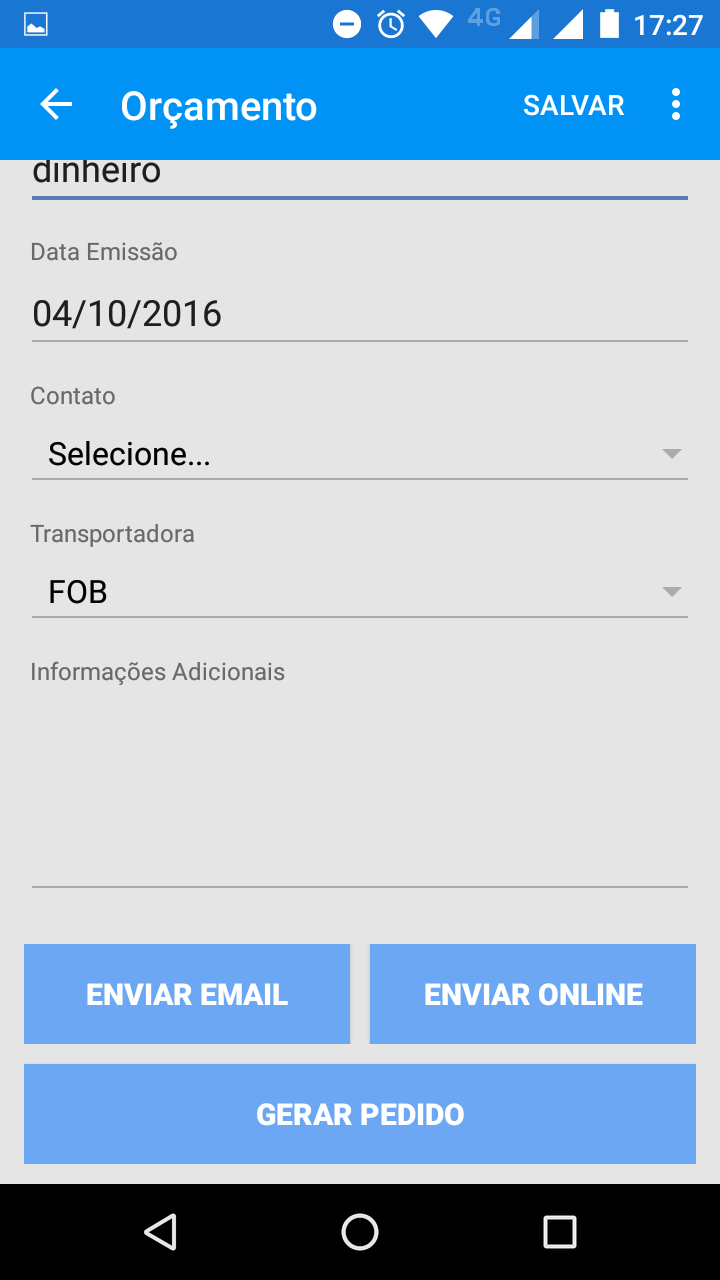 4G 17:27
Orçamento SALVAR
dinheiro
Data Emissão
04/10/2016
Contato
Selecione...
Transportadora
FOB
Informações Adicionais
ENVIAR EMAIL ENVIAR ONLINE
GERAR PEDIDO